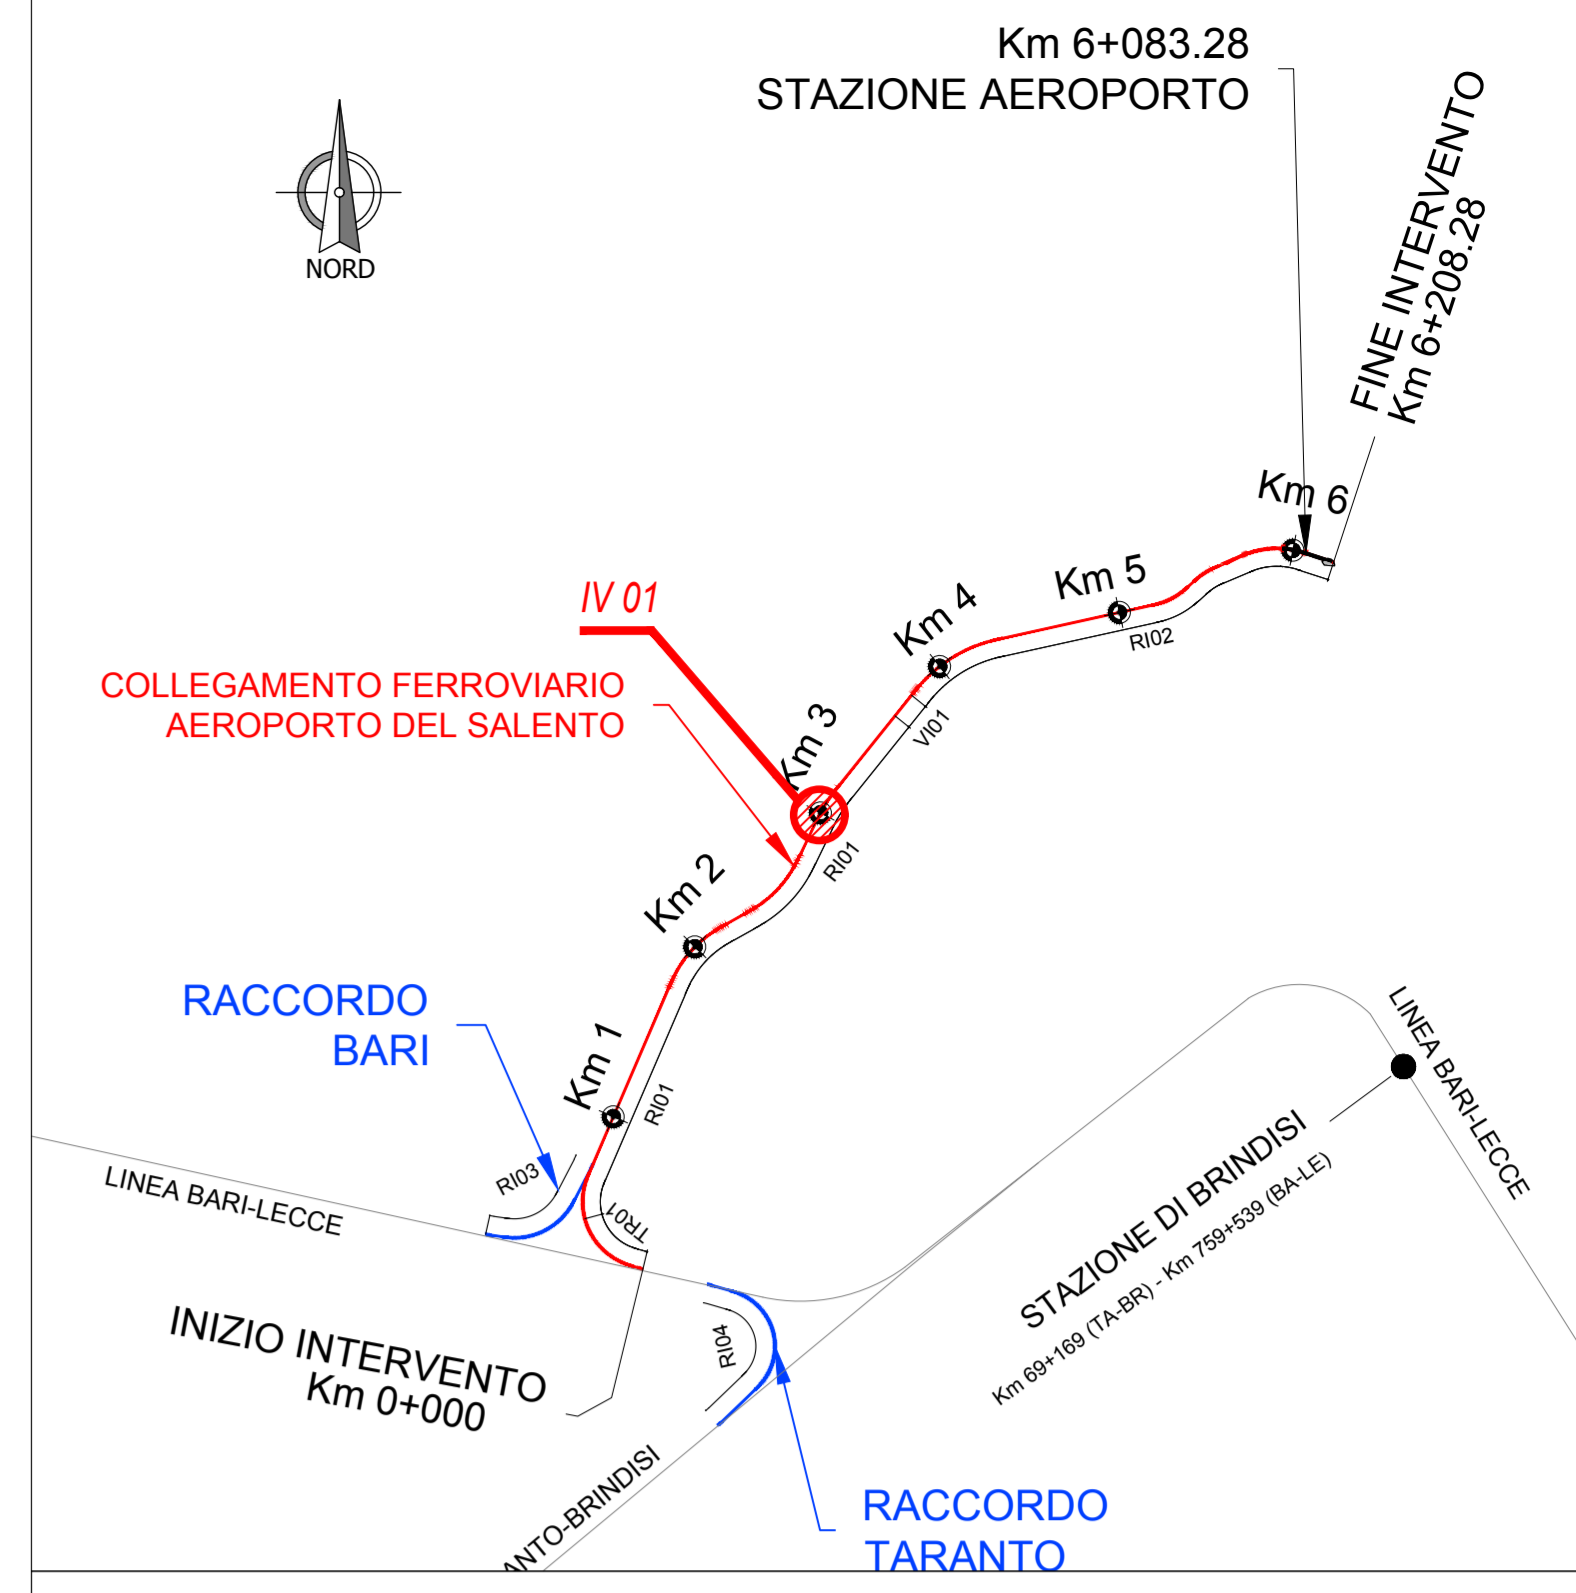 Km 6+083.28
STAZIONE AEROPORTO
FINE INTERVENTO
Km 6+208.28
NORD
Km 6
Km 5
RI02
Km 4
IV 01
COLLEGAMENTO FERROVIARIO
AEROPORTO DEL SALENTO
VI01
Km 3
RI01
Km 2
RACCORDO
BARI
Km 1
RI01
LINEA BARI-LECCE
RI03
LINEA BARI-LECCE
TR01
STAZIONE DI BRINDISI
Km 69+169 (TA-BR) - Km 759+539 (BA-LE)
INIZIO INTERVENTO
Km 0+000
RI04
ANTO-BRINDISI
RACCORDO
TARANTO